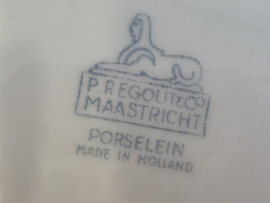 P. REGOUT & CO
MAASTRICHT
PORSELEIN
MADE IN HOLLAND